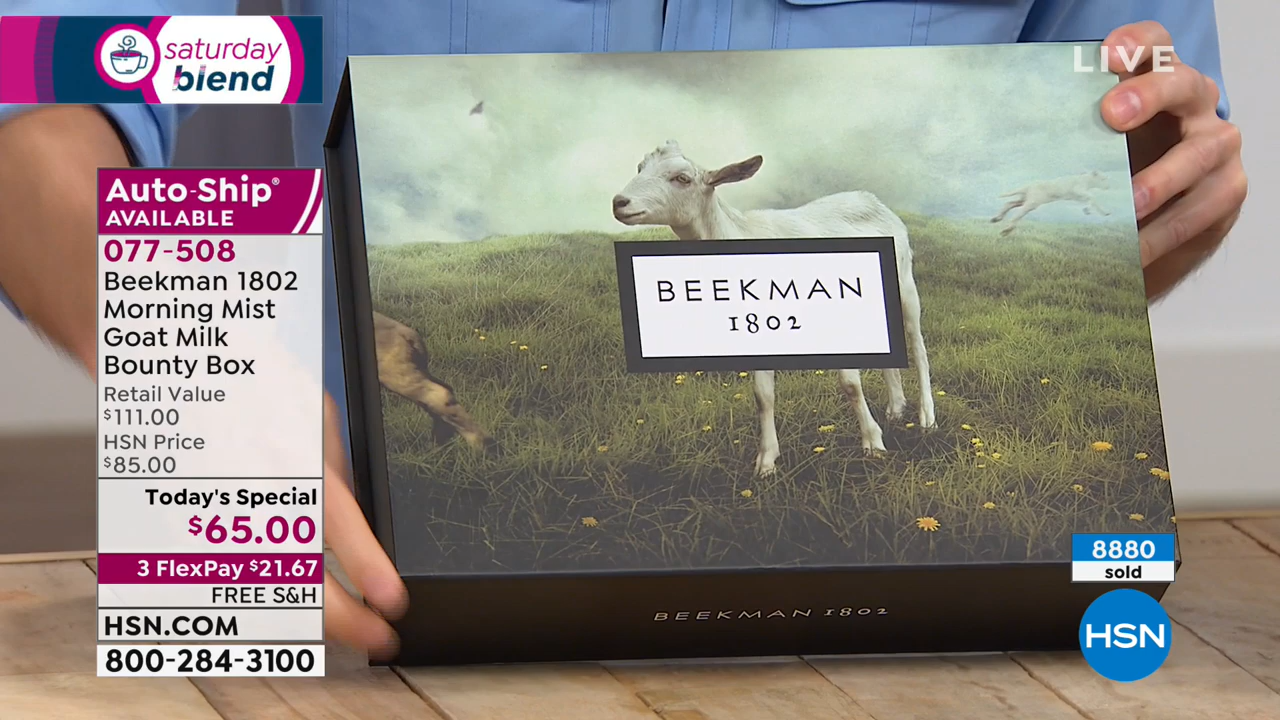 saturday
blend
LIVE
Auto-Ship®
AVAILABLE
077-508
Beekman 1802
Morning Mist
Goat Milk
Bounty Box
Retail Value
$111.00
HSN Price
$85.00
Today's Special
$65.00
3 FlexPay $21.67
FREE S&H
HSN.COM
800-284-3100
BEEKMAN
1802
BEEKMAN 1802
8880
sold
HSN